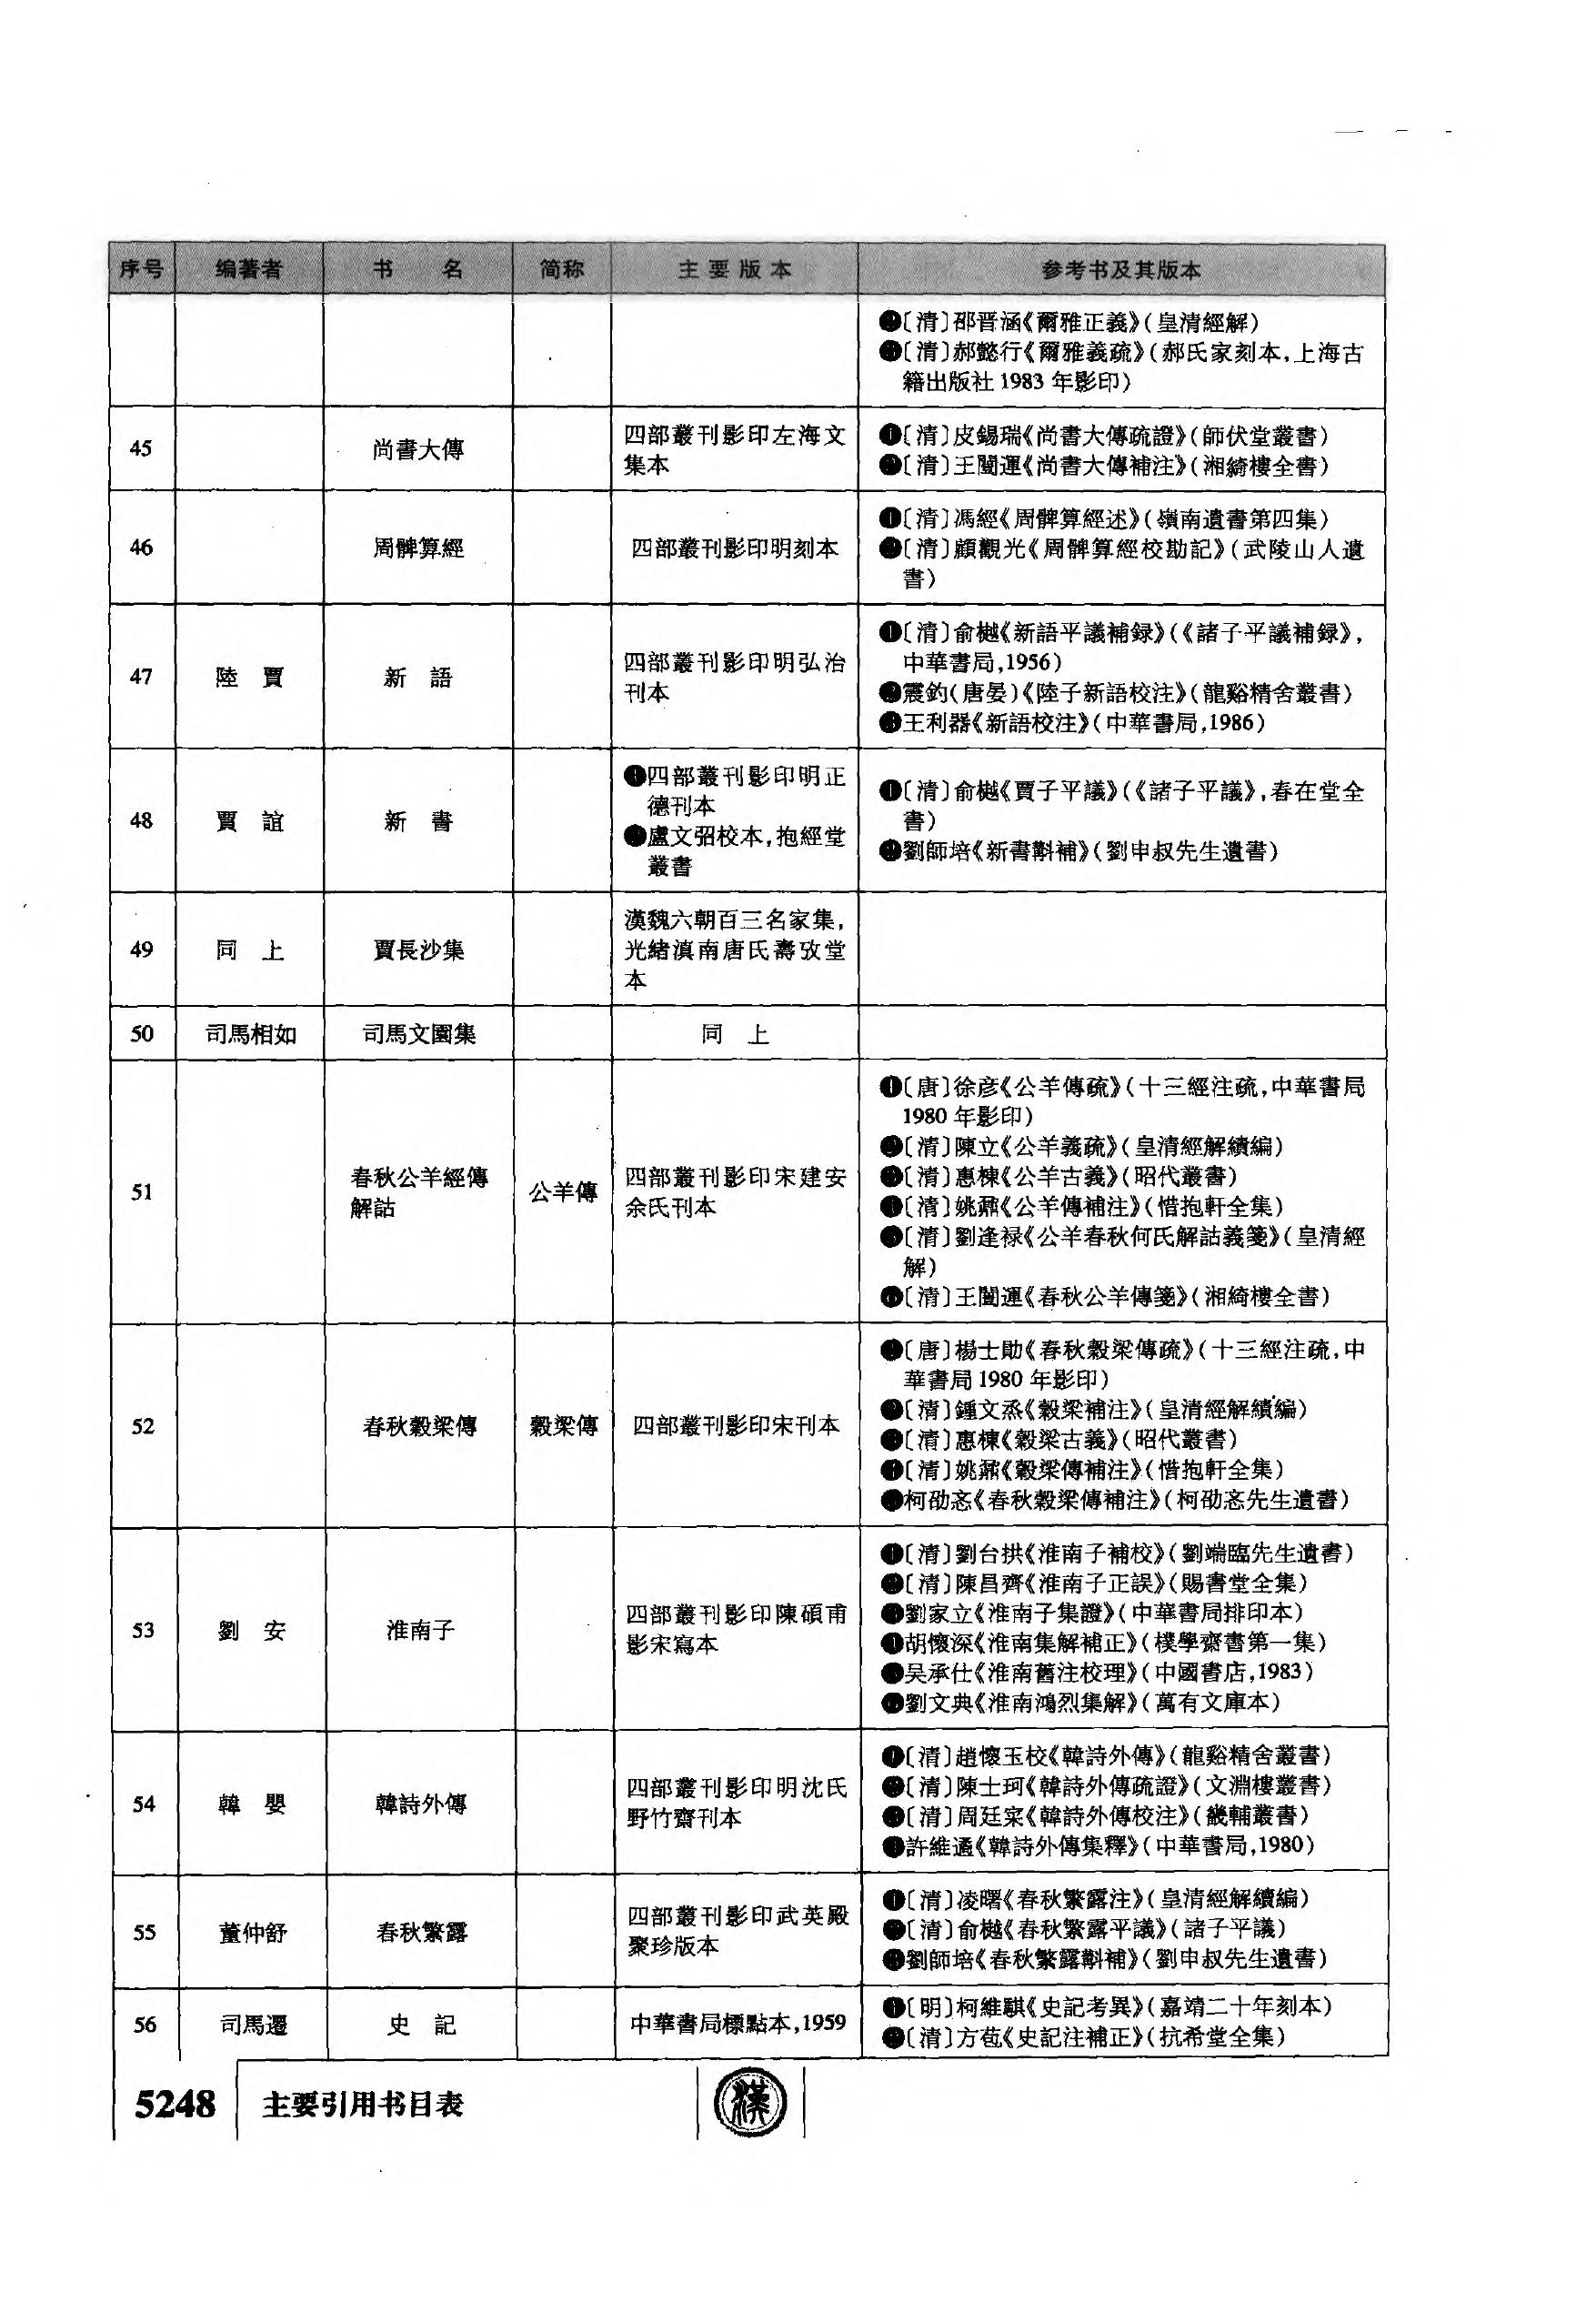 序号 编著者 书 名 简称 主要版本 参考书及其版本
●〔清〕邵晋涵《爾雅正義》(皇清經解)
●〔清〕郝懿行《爾雅義疏》(郝氏家刻本,上海古
籍出版社1983年影印)
45 尚書大傳
四部叢刊影印左海文
集本
❶〔清〕皮錫瑞《尚書大傳疏證》(師伏堂叢書)
❷〔清〕王闓運《尚書大傳補注》(湘綺樓全書)
46 周髀算經 四部叢刊影印明刻本
❶〔清〕馮經《周髀算經述》(嶺南遺書第四集)
❷〔清〕顧觀光《周髀算經校勘記》(武陵山人遺
書)
47 陸 賈 新 語
四部叢刊影印明弘治
刊本
❶〔清〕俞樾《新語平議補録》(《諸子平議補録》,
中華書局,1956)
❷震鈞(唐晏)《陸子新語校注》(龍谿精舍叢書)
❸王利器《新語校注》(中華書局,1986)
48 賈 誼 新 書
❶四部叢刊影印明正
德刊本
❷盧文弨校本,抱經堂
叢書
❶〔清〕俞樾《賈子平議》(《諸子平議》,春在堂全
書)
❷劉師培《新書斠補》(劉申叔先生遺書)
49 同 上 賈長沙集
漢魏六朝百三名家集,
光緒滇南唐氏壽攷堂
本
50 司馬相如 司馬文園集 同 上
51
春秋公羊經傳
解詁
公羊傳
四部叢刊影印宋建安
余氏刊本
❶〔唐〕徐彦《公羊傳疏》(十三經注疏,中華書局
1980年影印)
❷〔清〕陳立《公羊義疏》(皇清經解續編)
❸〔清〕惠棟《公羊古義》(昭代叢書)
❹〔清〕姚鼐《公羊傳補注》(惜抱軒全集)
❺〔清〕劉逢禄《公羊春秋何氏解詁義箋》(皇清經
解)
❻〔清〕王闓運《春秋公羊傳箋》(湘綺樓全書)
52 春秋穀梁傳 穀梁傳 四部叢刊影印宋刊本
❶〔唐〕楊士勛《春秋穀梁傳疏》(十三經注疏,中
華書局1980年影印)
❷〔清〕鍾文烝《穀梁補注》(皇清經解續編)
❸〔清〕惠棟《穀梁古義》(昭代叢書)
❹〔清〕姚鼐《穀梁傳補注》(惜抱軒全集)
❺柯劭忞《春秋穀梁傳補注》(柯劭忞先生遺書)
53 劉 安 淮南子
四部叢刊影印陳碩甫
影宋寫本
❶〔清〕劉台拱《淮南子補校》(劉端臨先生遺書)
❷〔清〕陳昌齊《淮南子正誤》(賜書堂全集)
❸劉家立《淮南子集證》(中華書局排印本)
❹胡懷深《淮南集解補正》(樸學齋書第一集)
❺吴承仕《淮南舊注校理》(中國書店,1983)
❻劉文典《淮南鴻烈集解》(萬有文庫本)
54 韓 嬰 韓詩外傳
四部叢刊影印明沈氏
野竹齋刊本
❶〔清〕趙懷玉校《韓詩外傳》(龍谿精舍叢書)
❷〔清〕陳士珂《韓詩外傳疏證》(文淵樓叢書)
❸〔清〕周廷寀《韓詩外傳校注》(畿輔叢書)
❹許維遹《韓詩外傳集釋》(中華書局,1980)
55 董仲舒 春秋繁露
四部叢刊影印武英殿
聚珍版本
❶〔清〕凌曙《春秋繁露注》(皇清經解續編)
❷〔清〕俞樾《春秋繁露平議》(諸子平議)
❸劉師培《春秋繁露斠補》(劉申叔先生遺書)
56 司馬遷 史 記 中華書局標點本,1959
❶〔明〕柯維騏《史記考異》(嘉靖二十年刻本)
❷〔清〕方苞《史記注補正》(抗希堂全集)
5248 主要引用书目表 漢